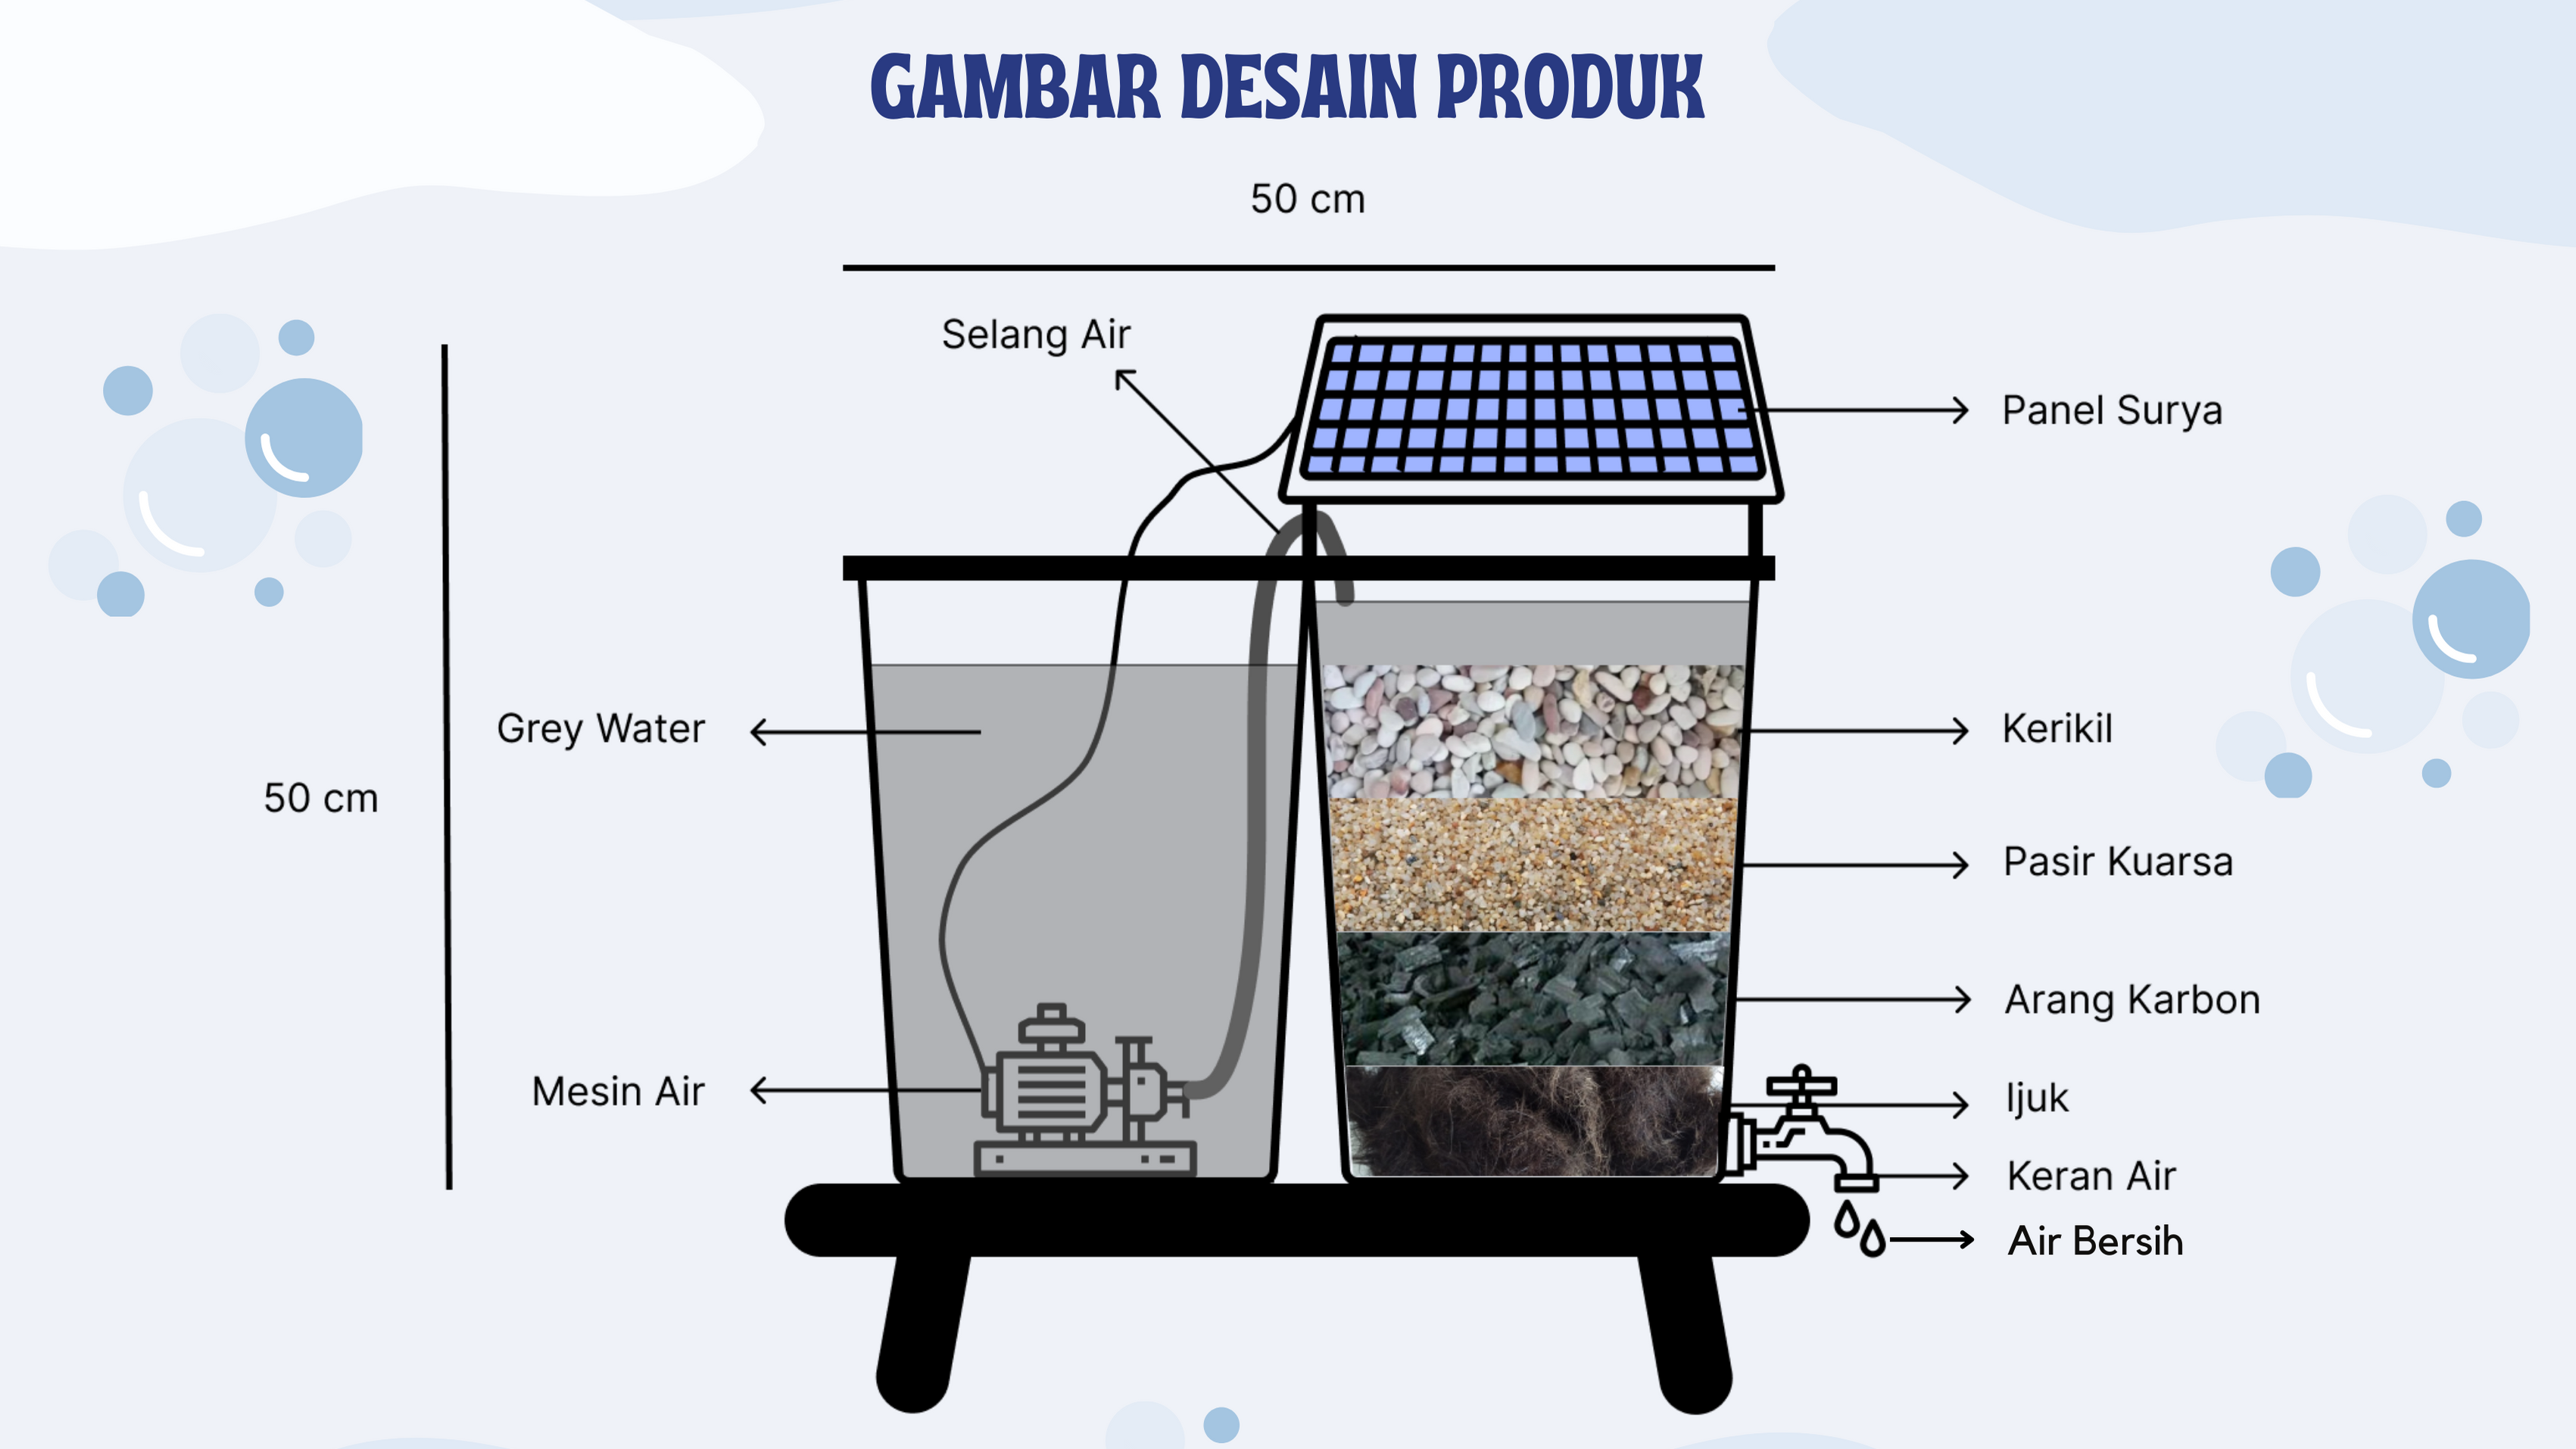 GAMBAR DESAIN PRODUK
50 cm
Selang Air
Panel Surya
Grey Water
Kerikil
50 cm
Pasir Kuarsa
Arang Karbon
Mesin Air
Ijuk
Keran Air
Air Bersih